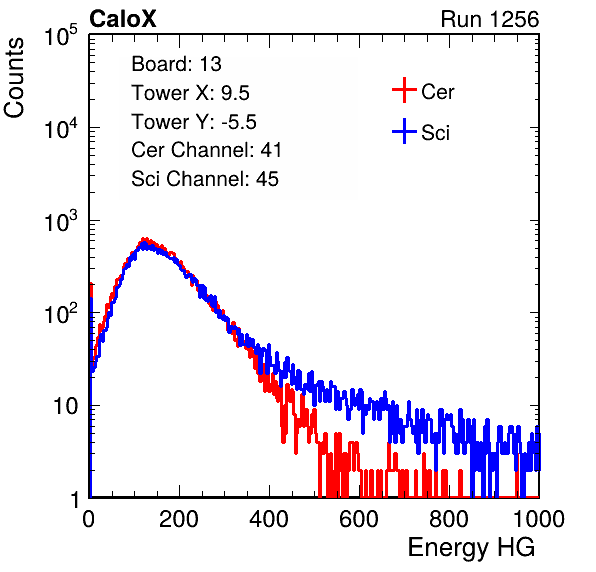 CaloX Run 1256
Counts
10^5
10^4
10^3
10^2
10
1
Board: 13
Tower X: 9.5
Tower Y: -5.5
Cer Channel: 41
Sci Channel: 45
Cer
Sci
0 200 400 600 800 1000
Energy HG